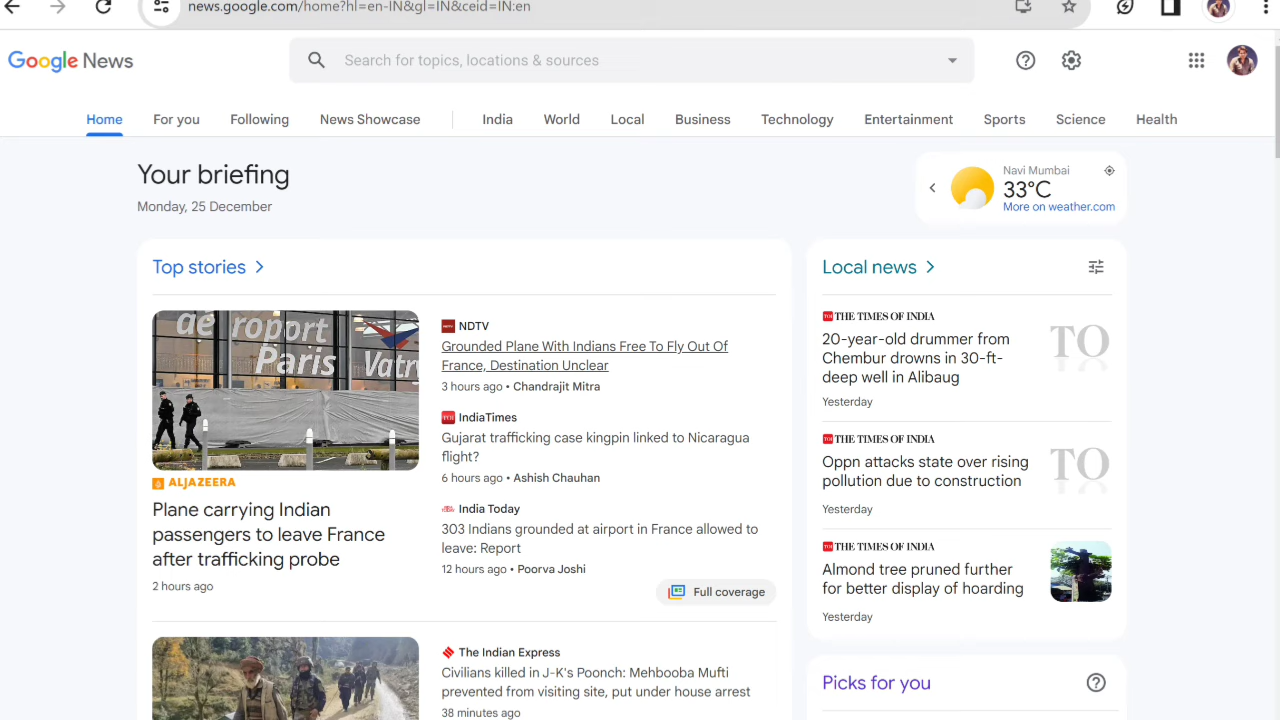 news.google.com/home?hl=en-IN&gl=IN&ceid=IN:en
Google News
Search for topics, locations & sources
Home
For you
Following
News Showcase
India
World
Local
Business
Technology
Entertainment
Sports
Science
Health
Your briefing
Monday, 25 December
Navi Mumbai
33°C
More on weather.com
Top stories
aéroport
Paris Vatry
ALJAZEERA
Plane carrying Indian
passengers to leave France
after trafficking probe
2 hours ago
NDTV
Grounded Plane With Indians Free To Fly Out Of
France, Destination Unclear
3 hours ago • Chandrajit Mitra
IndiaTimes
Gujarat trafficking case kingpin linked to Nicaragua
flight?
6 hours ago • Ashish Chauhan
India Today
303 Indians grounded at airport in France allowed to
leave: Report
12 hours ago • Poorva Joshi
Full coverage
The Indian Express
Civilians killed in J-K's Poonch: Mehbooba Mufti
prevented from visiting site, put under house arrest
38 minutes ago
Local news
THE TIMES OF INDIA
20-year-old drummer from
Chembur drowns in 30-ft-
deep well in Alibaug
Yesterday
TO
THE TIMES OF INDIA
Oppn attacks state over rising
pollution due to construction
Yesterday
TO
THE TIMES OF INDIA
Almond tree pruned further
for better display of hoarding
Yesterday
Picks for you